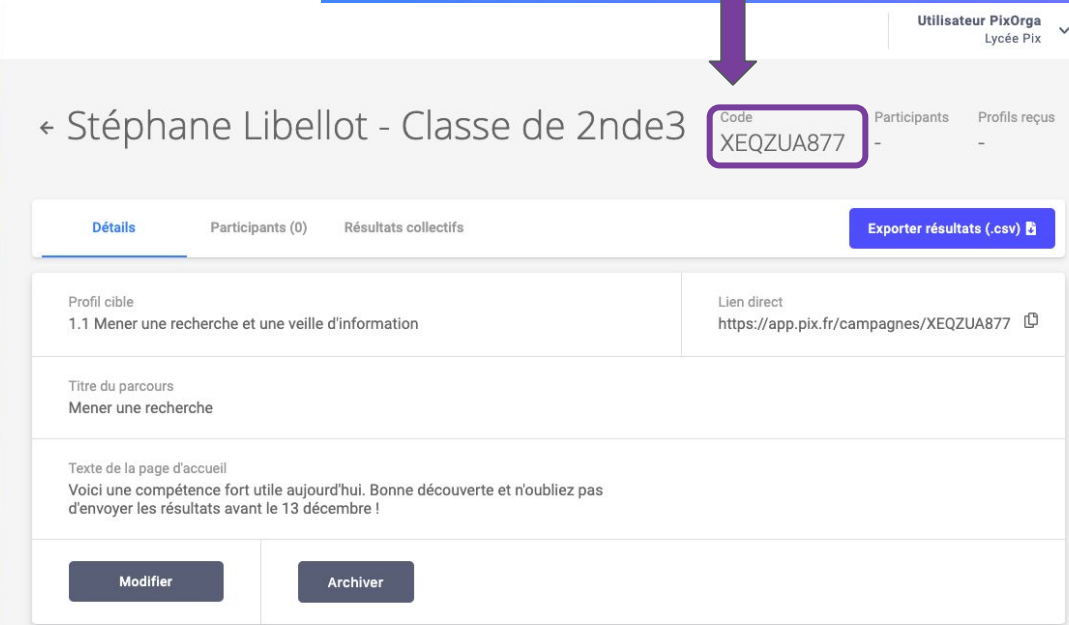 Utilisateur PixOrga
Lycée Pix
← Stéphane Libellot - Classe de 2nde3
Code
XEQZUA877
Participants
-
Profils reçus
-
Détails
Participants (0)
Résultats collectifs
Exporter résultats (.csv)
Profil cible
1.1 Mener une recherche et une veille d'information
Lien direct
https://app.pix.fr/campagnes/XEQZUA877
Titre du parcours
Mener une recherche
Texte de la page d'accueil
Voici une compétence fort utile aujourd'hui. Bonne découverte et n'oubliez pas
d'envoyer les résultats avant le 13 décembre !
Modifier
Archiver